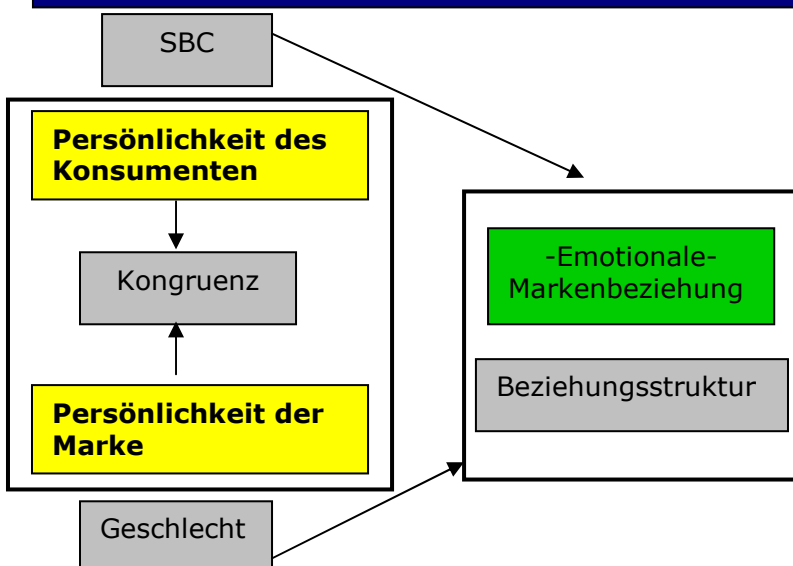 SBC
Persönlichkeit des
Konsumenten
Kongruenz
Persönlichkeit der
Marke
Geschlecht
-Emotionale-
Markenbeziehung
Beziehungsstruktur